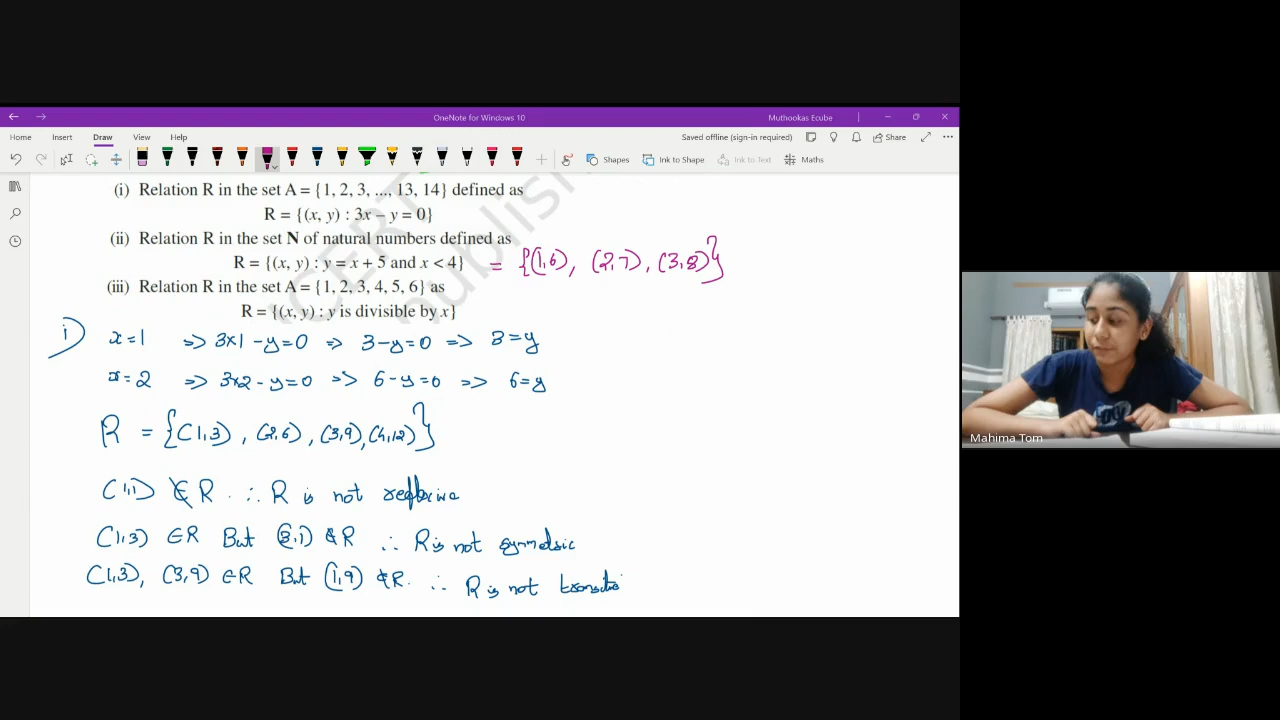 OneNote for Windows 10
Muthookas Ecube
Home Insert Draw View Help
Saved offline (sign-in required)
Share
Shapes
Ink to Shape
Ink to Text
Maths
(i) Relation R in the set A = {1, 2, 3, ..., 13, 14} defined as
R = {(x, y) : 3x – y = 0}
(ii) Relation R in the set N of natural numbers defined as
R = {(x, y) : y = x + 5 and x < 4} = {(1,6), (2,7), (3,8)}
(iii) Relation R in the set A = {1, 2, 3, 4, 5, 6} as
R = {(x, y) : y is divisible by x}
i) x=1 => 3×1 -y=0 => 3-y=0 => 3=y
x=2 => 3×2-y=0 => 6-y=0 => 6=y
R = {(1,3), (2,6), (3,9), (4,12)}
(1,1) ∉ R. ∴ R is not reflexive
(1,3) ∈R But (3,1) ∉R ∴ R is not symmetric
(1,3), (3,9) ∈R But (1,9) ∉R. ∴ R is not
Mahima Tom